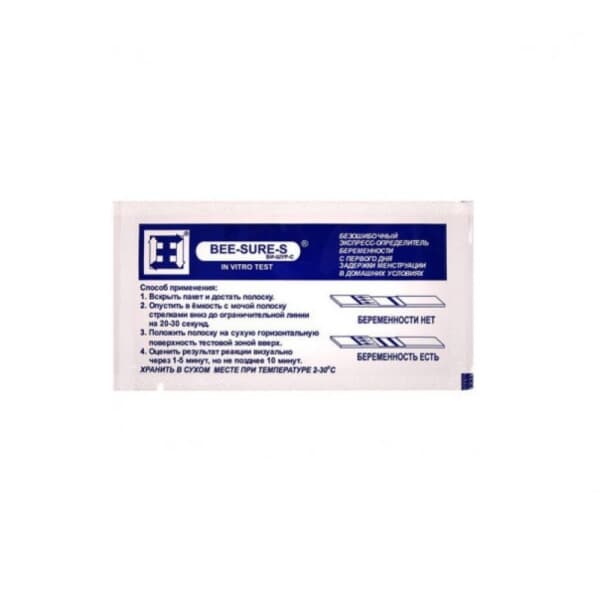 BEE-SURE-S ®
БИ-ШУР-С
IN VITRO TEST
БЕЗОШИБОЧНЫЙ
ЭКСПРЕСС-ОПРЕДЕЛИТЕЛЬ
БЕРЕМЕННОСТИ
С ПЕРВОГО ДНЯ
ЗАДЕРЖКИ МЕНСТРУАЦИИ
В ДОМАШНИХ УСЛОВИЯХ
Способ применения:
1. Вскрыть пакет и достать полоску.
2. Опустить в ёмкость с мочой полоску
стрелками вниз до ограничительной линии
на 20-30 секунд.
3. Положить полоску на сухую горизонтальную
поверхность тестовой зоной вверх.
4. Оценить результат реакции визуально
через 1-5 минут, но не позднее 10 минут.
ХРАНИТЬ В СУХОМ МЕСТЕ ПРИ ТЕМПЕРАТУРЕ 2-30°С
БЕРЕМЕННОСТИ НЕТ
БЕРЕМЕННОСТЬ ЕСТЬ